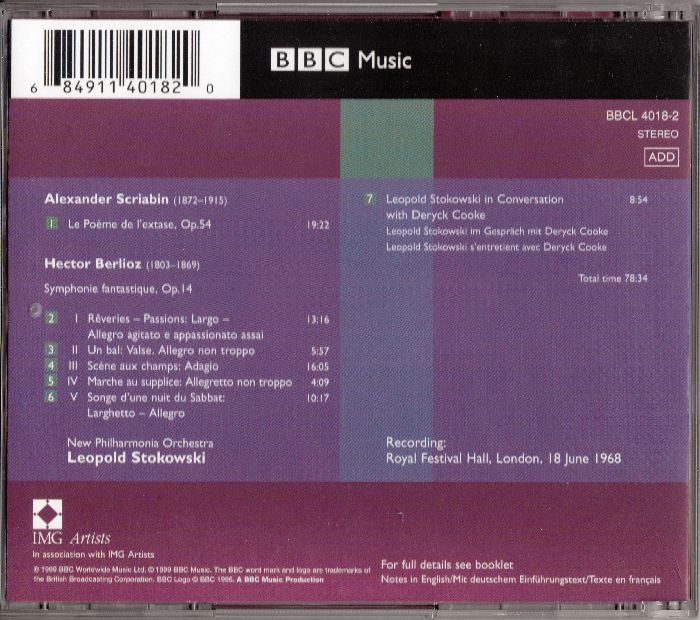 BBC Music
6 84911 40182 0
BBCL 4018-2
STEREO
ADD
Alexander Scriabin (1872–1915)
1 Le Poème de l'extase, Op.54 19:22
Hector Berlioz (1803–1869)
Symphonie fantastique, Op.14
2 I Rêveries – Passions: Largo – 13:16
Allegro agitato e appassionato assai
3 II Un bal: Valse. Allegro non troppo 5:57
4 III Scène aux champs: Adagio 16:05
5 IV Marche au supplice: Allegretto non troppo 4:09
6 V Songe d'une nuit du Sabbat: 10:17
Larghetto – Allegro
New Philharmonia Orchestra
Leopold Stokowski
7 Leopold Stokowski in Conversation 8:54
with Deryck Cooke
Leopold Stokowski im Gespräch mit Deryck Cooke
Leopold Stokowski s'entretient avec Deryck Cooke
Total time 78:34
Recording:
Royal Festival Hall, London, 18 June 1968
IMG Artists
In association with IMG Artists
℗ 1999 BBC Worldwide Music Ltd. © 1999 BBC Music. The BBC word mark and logo are trademarks of
the British Broadcasting Corporation. BBC Logo © BBC 1996. A BBC Music Production
For full details see booklet
Notes in English/Mit deutschem Einführungstext/Texte en français